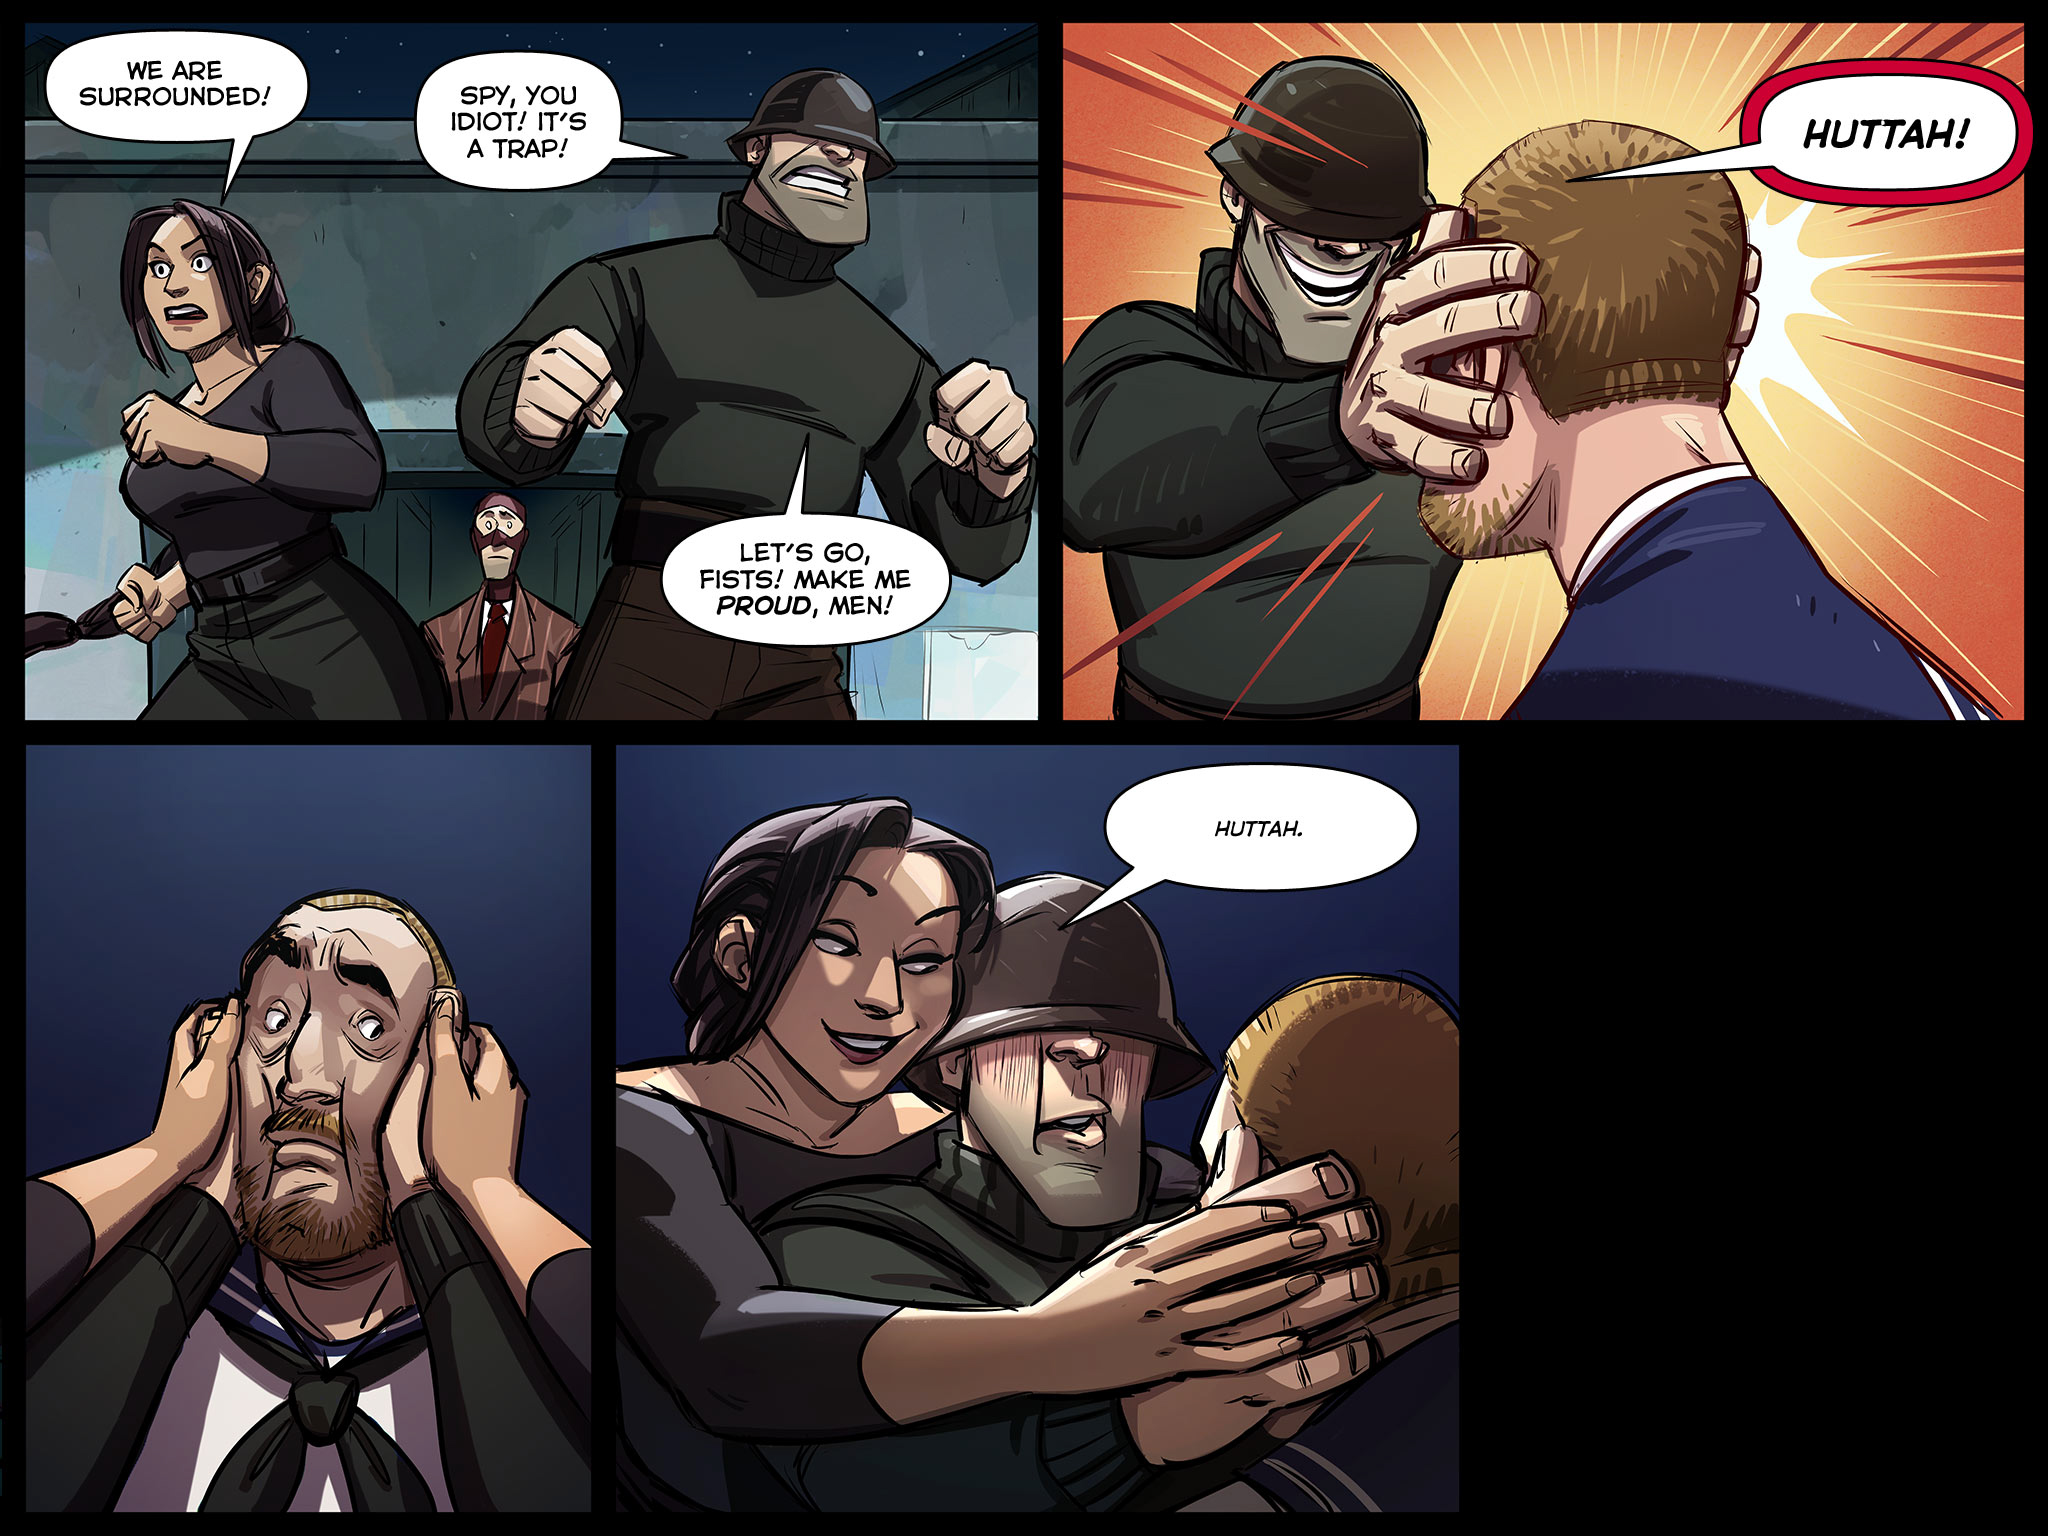 WE ARE
SURROUNDED!
SPY, YOU
IDIOT! IT'S
A TRAP!
LET'S GO,
FISTS! MAKE ME
PROUD, MEN!
HUTTAH!
HUTTAH.